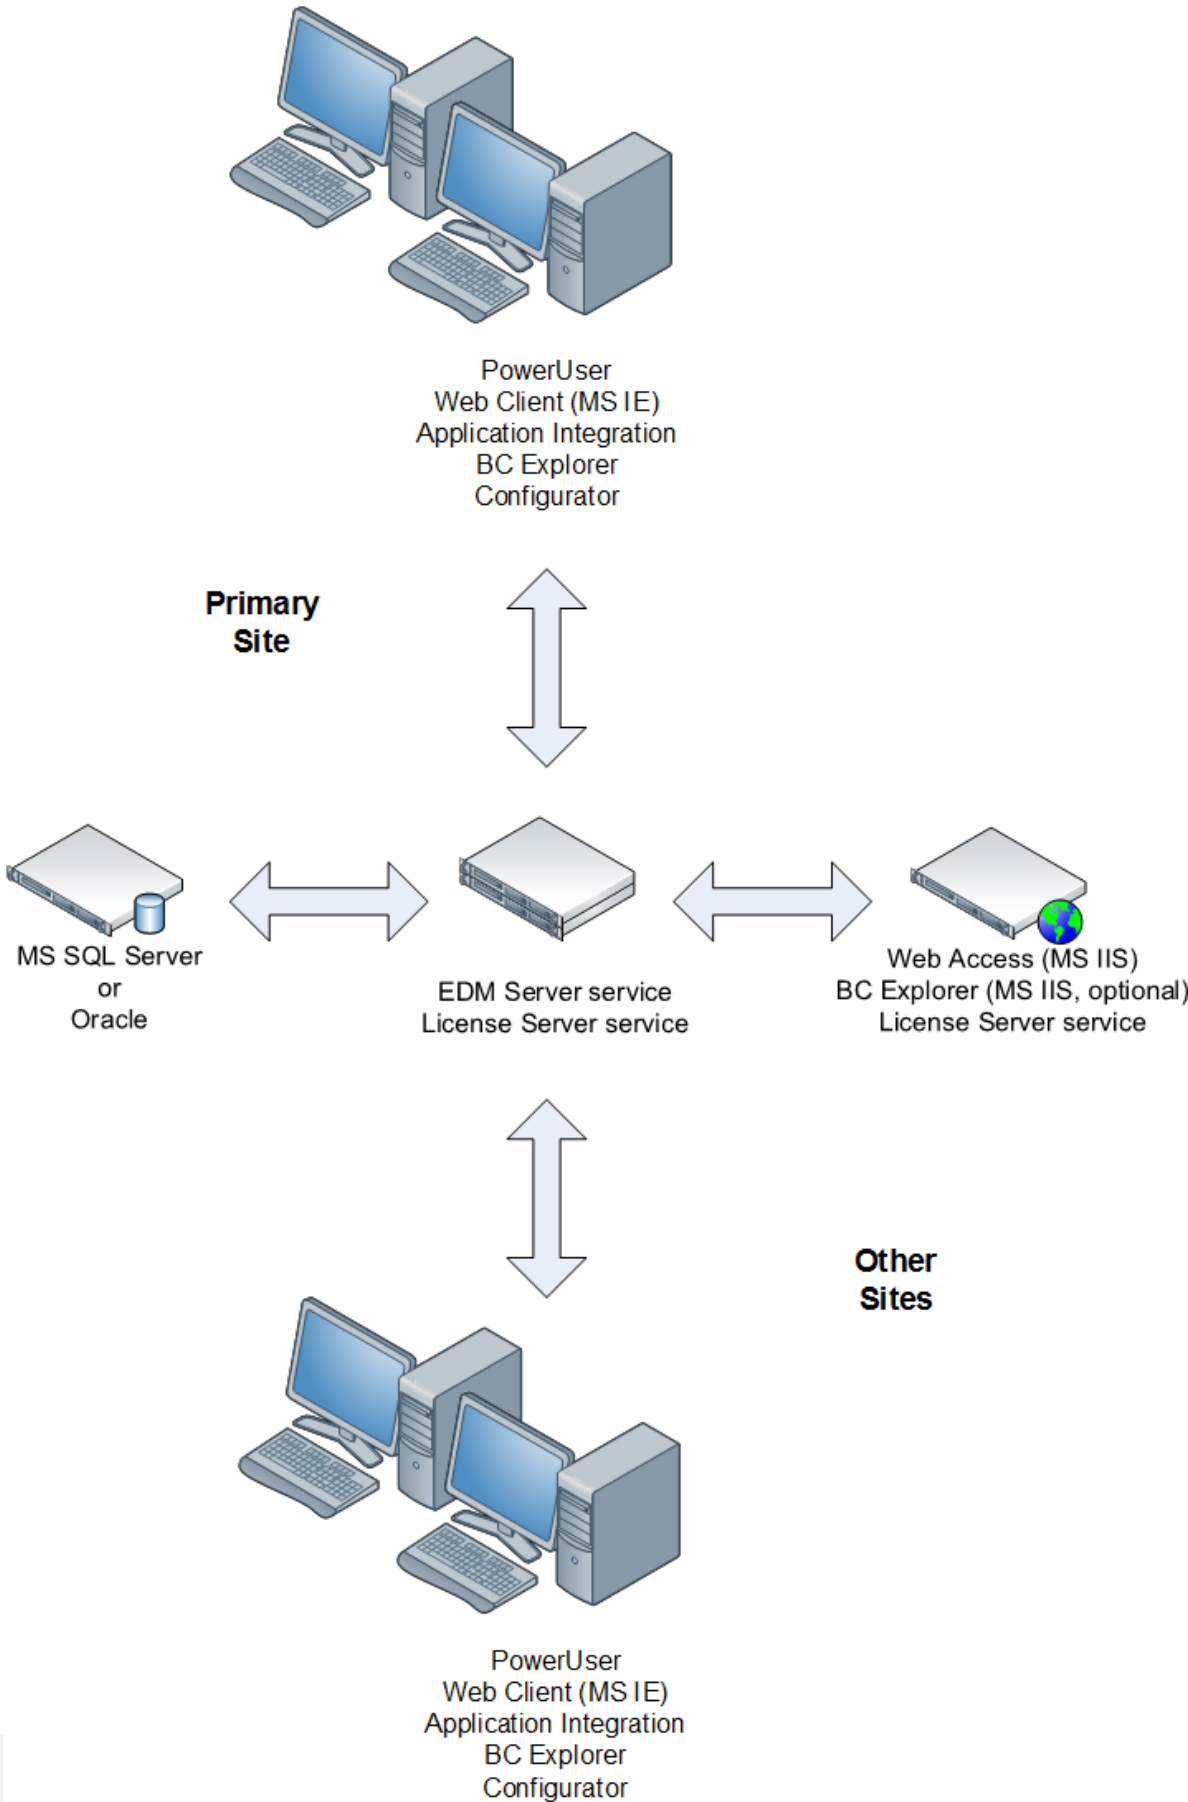 PowerUser
Web Client (MS IE)
Application Integration
BC Explorer
Configurator
Primary
Site
MS SQL Server
or
Oracle
EDM Server service
License Server service
Web Access (MS IIS)
BC Explorer (MS IIS, optional)
License Server service
Other
Sites
PowerUser
Web Client (MS IE)
Application Integration
BC Explorer
Configurator